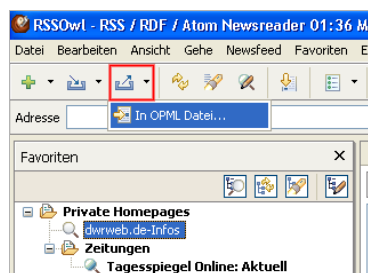 RSSOwl - RSS / RDF / Atom Newsreader 01:36 M
Datei Bearbeiten Ansicht Gehe Newsfeed Favoriten E
Adresse
In OPML Datei...
Favoriten
Private Homepages
dwrweb.de-Infos
Zeitungen
Tagesspiegel Online: Aktuell